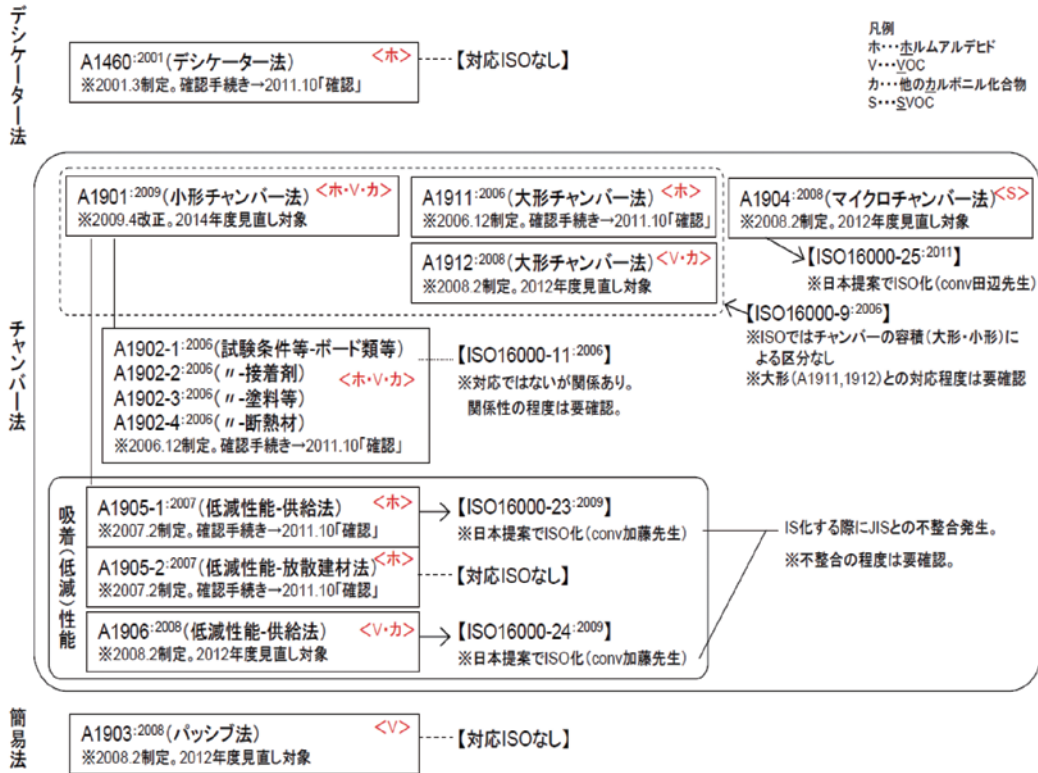 デシケーター法
A1460:2001(デシケーター法) <ホ>
※2001.3制定。確認手続き→2011.10「確認」
【対応ISOなし】
凡例
ホ･･･ホルムアルデヒド
V･･･VOC
カ･･･他のカルボニル化合物
S･･･SVOC
チャンバー法
A1901:2009(小形チャンバー法) <ホ･V･カ>
※2009.4改正。2014年度見直し対象
A1911:2006(大形チャンバー法) <ホ>
※2006.12制定。確認手続き→2011.10「確認」
A1912:2008(大形チャンバー法) <V･カ>
※2008.2制定。2012年度見直し対象
A1904:2008(マイクロチャンバー法) <S>
※2008.2制定。2012年度見直し対象
【ISO16000-25:2011】
※日本提案でISO化(conv田辺先生)
【ISO16000-9:2006】
※ISOではチャンバーの容積(大形・小形)に
よる区分なし
※大形(A1911,1912)との対応程度は要確認
A1902-1:2006(試験条件等-ボード類等)
A1902-2:2006(〃-接着剤)
<ホ･V･カ>
A1902-3:2006(〃-塗料等)
A1902-4:2006(〃-断熱材)
※2006.12制定。確認手続き→2011.10「確認」
【ISO16000-11:2006】
※対応ではないが関係あり。
関係性の程度は要確認。
吸着(低減)性能
A1905-1:2007(低減性能-供給法) <ホ>
※2007.2制定。確認手続き→2011.10「確認」
【ISO16000-23:2009】
※日本提案でISO化(conv加藤先生)
A1905-2:2007(低減性能-放散建材法) <ホ>
※2007.2制定。確認手続き→2011.10「確認」
【対応ISOなし】
A1906:2008(低減性能-供給法) <V･カ>
※2008.2制定。2012年度見直し対象
【ISO16000-24:2009】
※日本提案でISO化(conv加藤先生)
IS化する際にJISとの不整合発生。
※不整合の程度は要確認。
簡易法
A1903:2008(パッシブ法) <V>
※2008.2制定。2012年度見直し対象
【対応ISOなし】